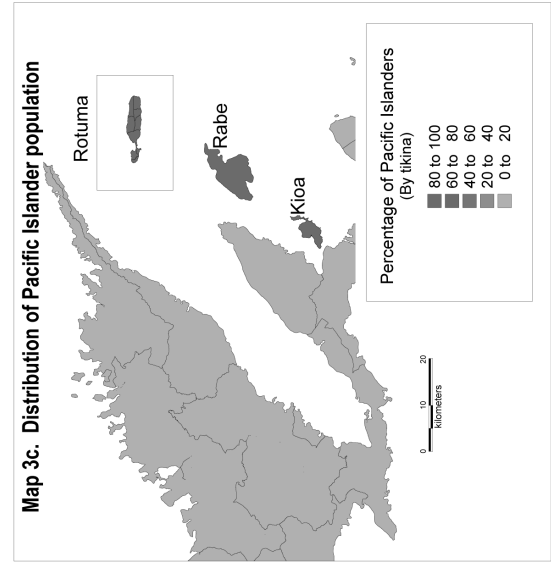 Map 3c. Distribution of Pacific Islander population
Rotuma
Rabe
Kioa
Percentage of Pacific Islanders
(By tikina)
80 to 100
60 to 80
40 to 60
20 to 40
0 to 20
0 10 20
kilometers